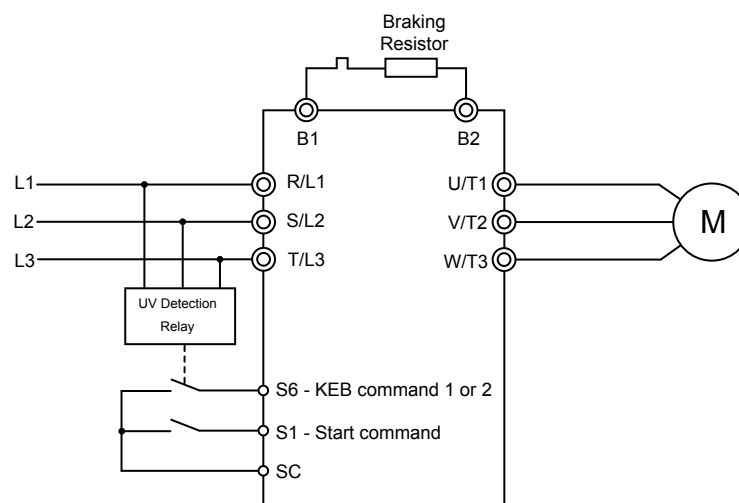 Braking
Resistor
B1
B2
L1
R/L1
U/T1
L2
S/L2
V/T2
M
L3
T/L3
W/T3
UV Detection
Relay
S6 - KEB command 1 or 2
S1 - Start command
SC